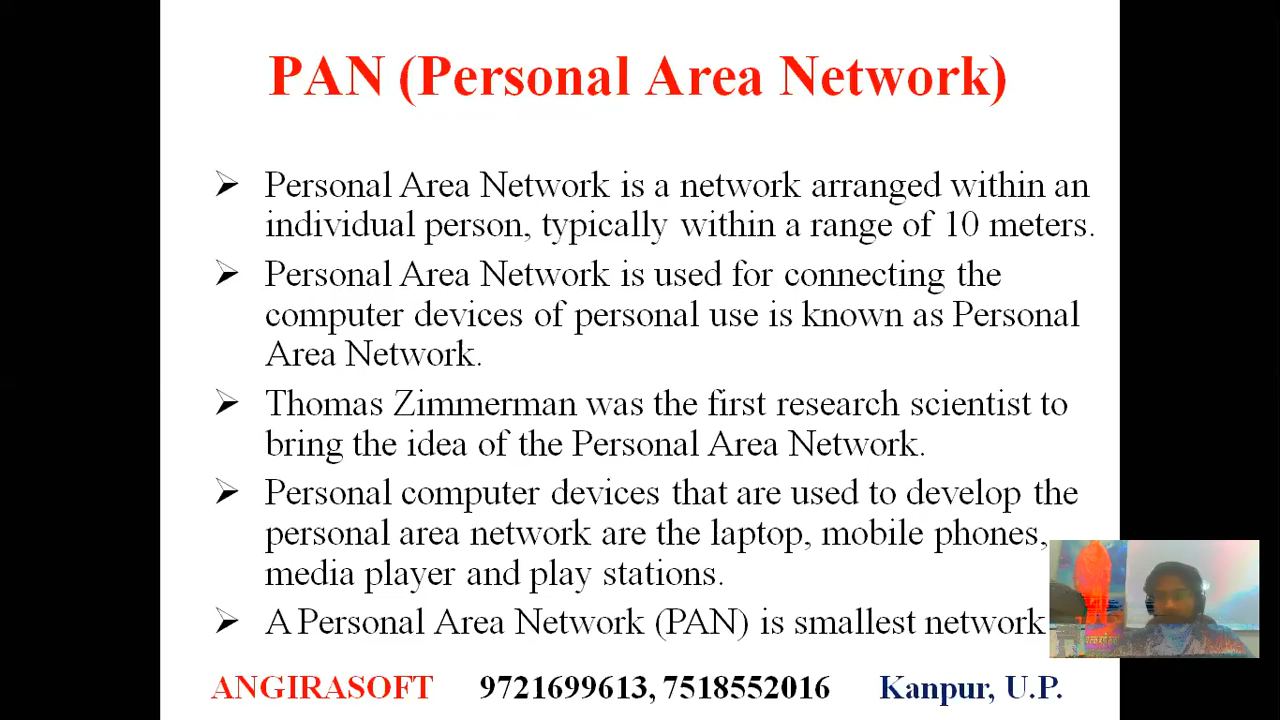 PAN (Personal Area Network)
➢ Personal Area Network is a network arranged within an
individual person, typically within a range of 10 meters.
➢ Personal Area Network is used for connecting the
computer devices of personal use is known as Personal
Area Network.
➢ Thomas Zimmerman was the first research scientist to
bring the idea of the Personal Area Network.
➢ Personal computer devices that are used to develop the
personal area network are the laptop, mobile phones,
media player and play stations.
➢ A Personal Area Network (PAN) is smallest network
ANGIRASOFT 9721699613, 7518552016 Kanpur, U.P.